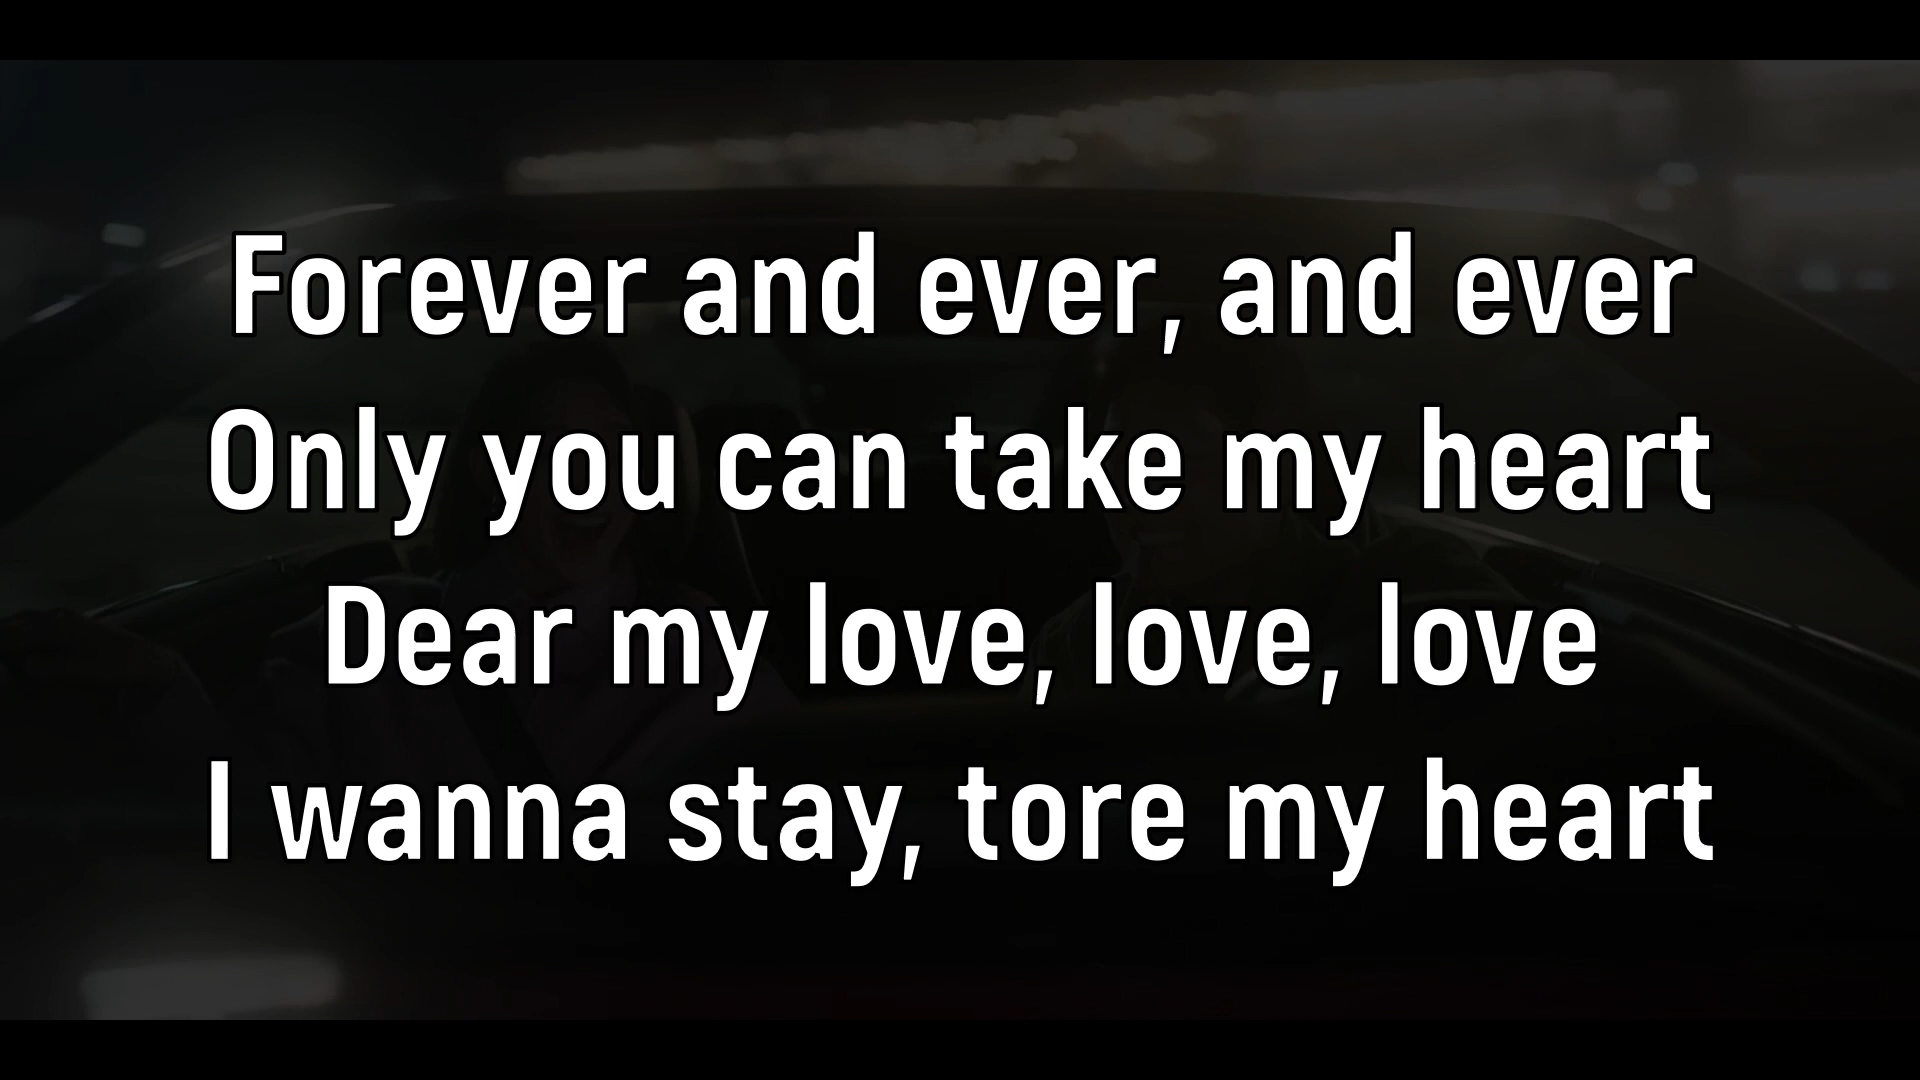 Forever and ever, and ever
Only you can take my heart
Dear my love, love, love
I wanna stay, tore my heart